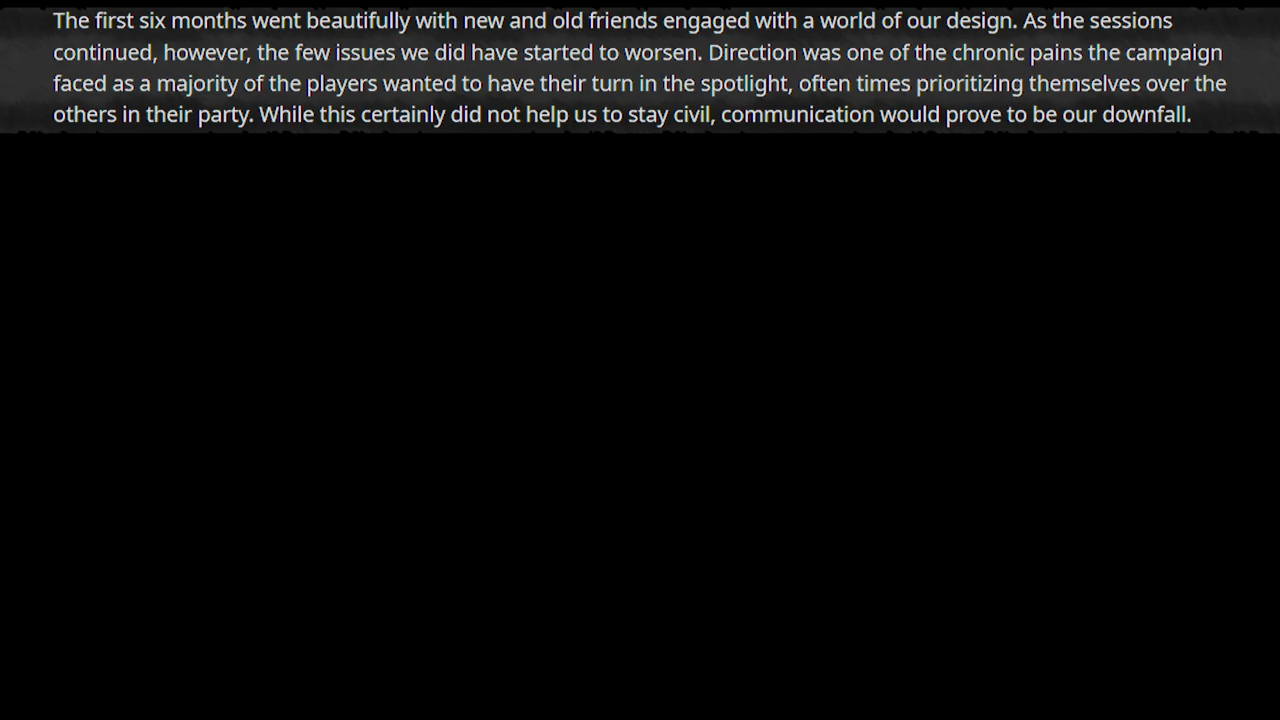 The first six months went beautifully with new and old friends engaged with a world of our design. As the sessions
continued, however, the few issues we did have started to worsen. Direction was one of the chronic pains the campaign
faced as a majority of the players wanted to have their turn in the spotlight, often times prioritizing themselves over the
others in their party. While this certainly did not help us to stay civil, communication would prove to be our downfall.